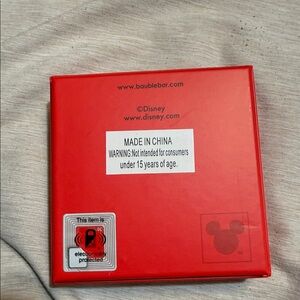 www.baublebar.com
©Disney
www.disney.com
MADE IN CHINA
WARNING:Not intended for consumers
under 15 years of age.
This item is
protected